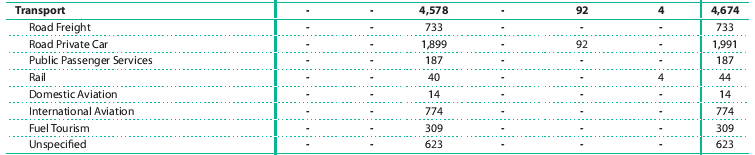 Transport - - 4,578 - 92 4 4,674
Road Freight - - 733 - - - 733
Road Private Car - - 1,899 - 92 - 1,991
Public Passenger Services - - 187 - - - 187
Rail - - 40 - - 4 44
Domestic Aviation - - 14 - - - 14
International Aviation - - 774 - - - 774
Fuel Tourism - - 309 - - - 309
Unspecified - - 623 - - - 623